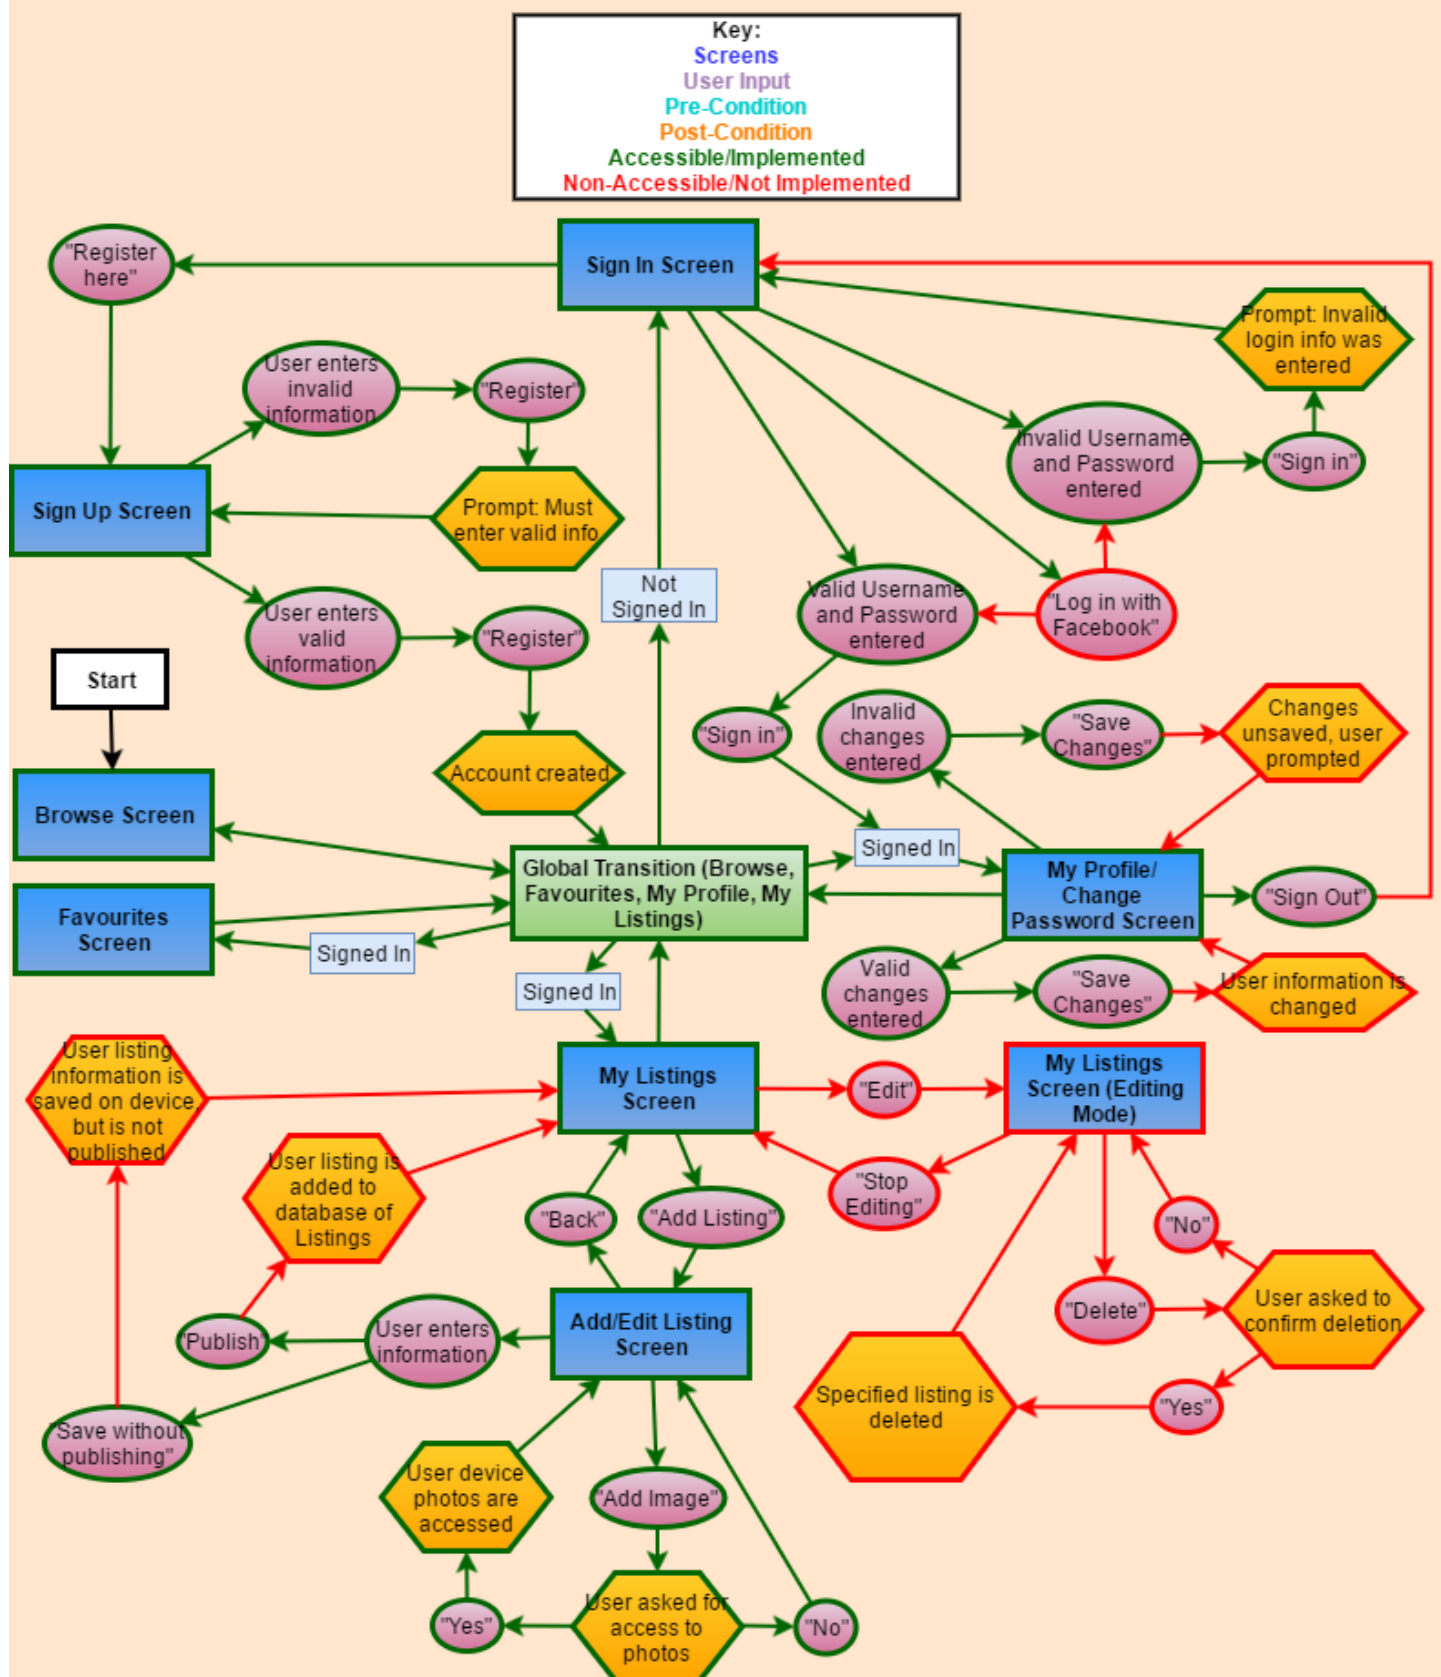 Key:
Screens
User Input
Pre-Condition
Post-Condition
Accessible/Implemented
Non-Accessible/Not Implemented
"Register
here"
Sign In Screen
Prompt: Invalid
login info was
entered
User enters
invalid
information
"Register"
Invalid Username
and Password
entered
"Sign in"
Sign Up Screen
Prompt: Must
enter valid info
Not
Signed In
Valid Username
and Password
entered
"Log in with
Facebook"
User enters
valid
information
"Register"
Start
"Sign in"
Invalid
changes
entered
"Save
Changes"
Changes
unsaved, user
prompted
Account created
Browse Screen
Global Transition (Browse,
Favourites, My Profile, My
Listings)
Signed In
My Profile/
Change
Password Screen
"Sign Out"
Favourites
Screen
Signed In
Signed In
Valid
changes
entered
"Save
Changes"
User information is
changed
User listing
information is
saved on device,
but is not
published
My Listings
Screen
"Edit"
My Listings
Screen (Editing
Mode)
User listing is
added to
database of
Listings
"Back"
"Add Listing"
"Stop
Editing"
"No"
"Publish"
User enters
information
Add/Edit Listing
Screen
"Delete"
User asked to
confirm deletion
"Save without
publishing"
Specified listing is
deleted
"Yes"
User device
photos are
accessed
"Add Image"
"Yes"
User asked for
access to
photos
"No"